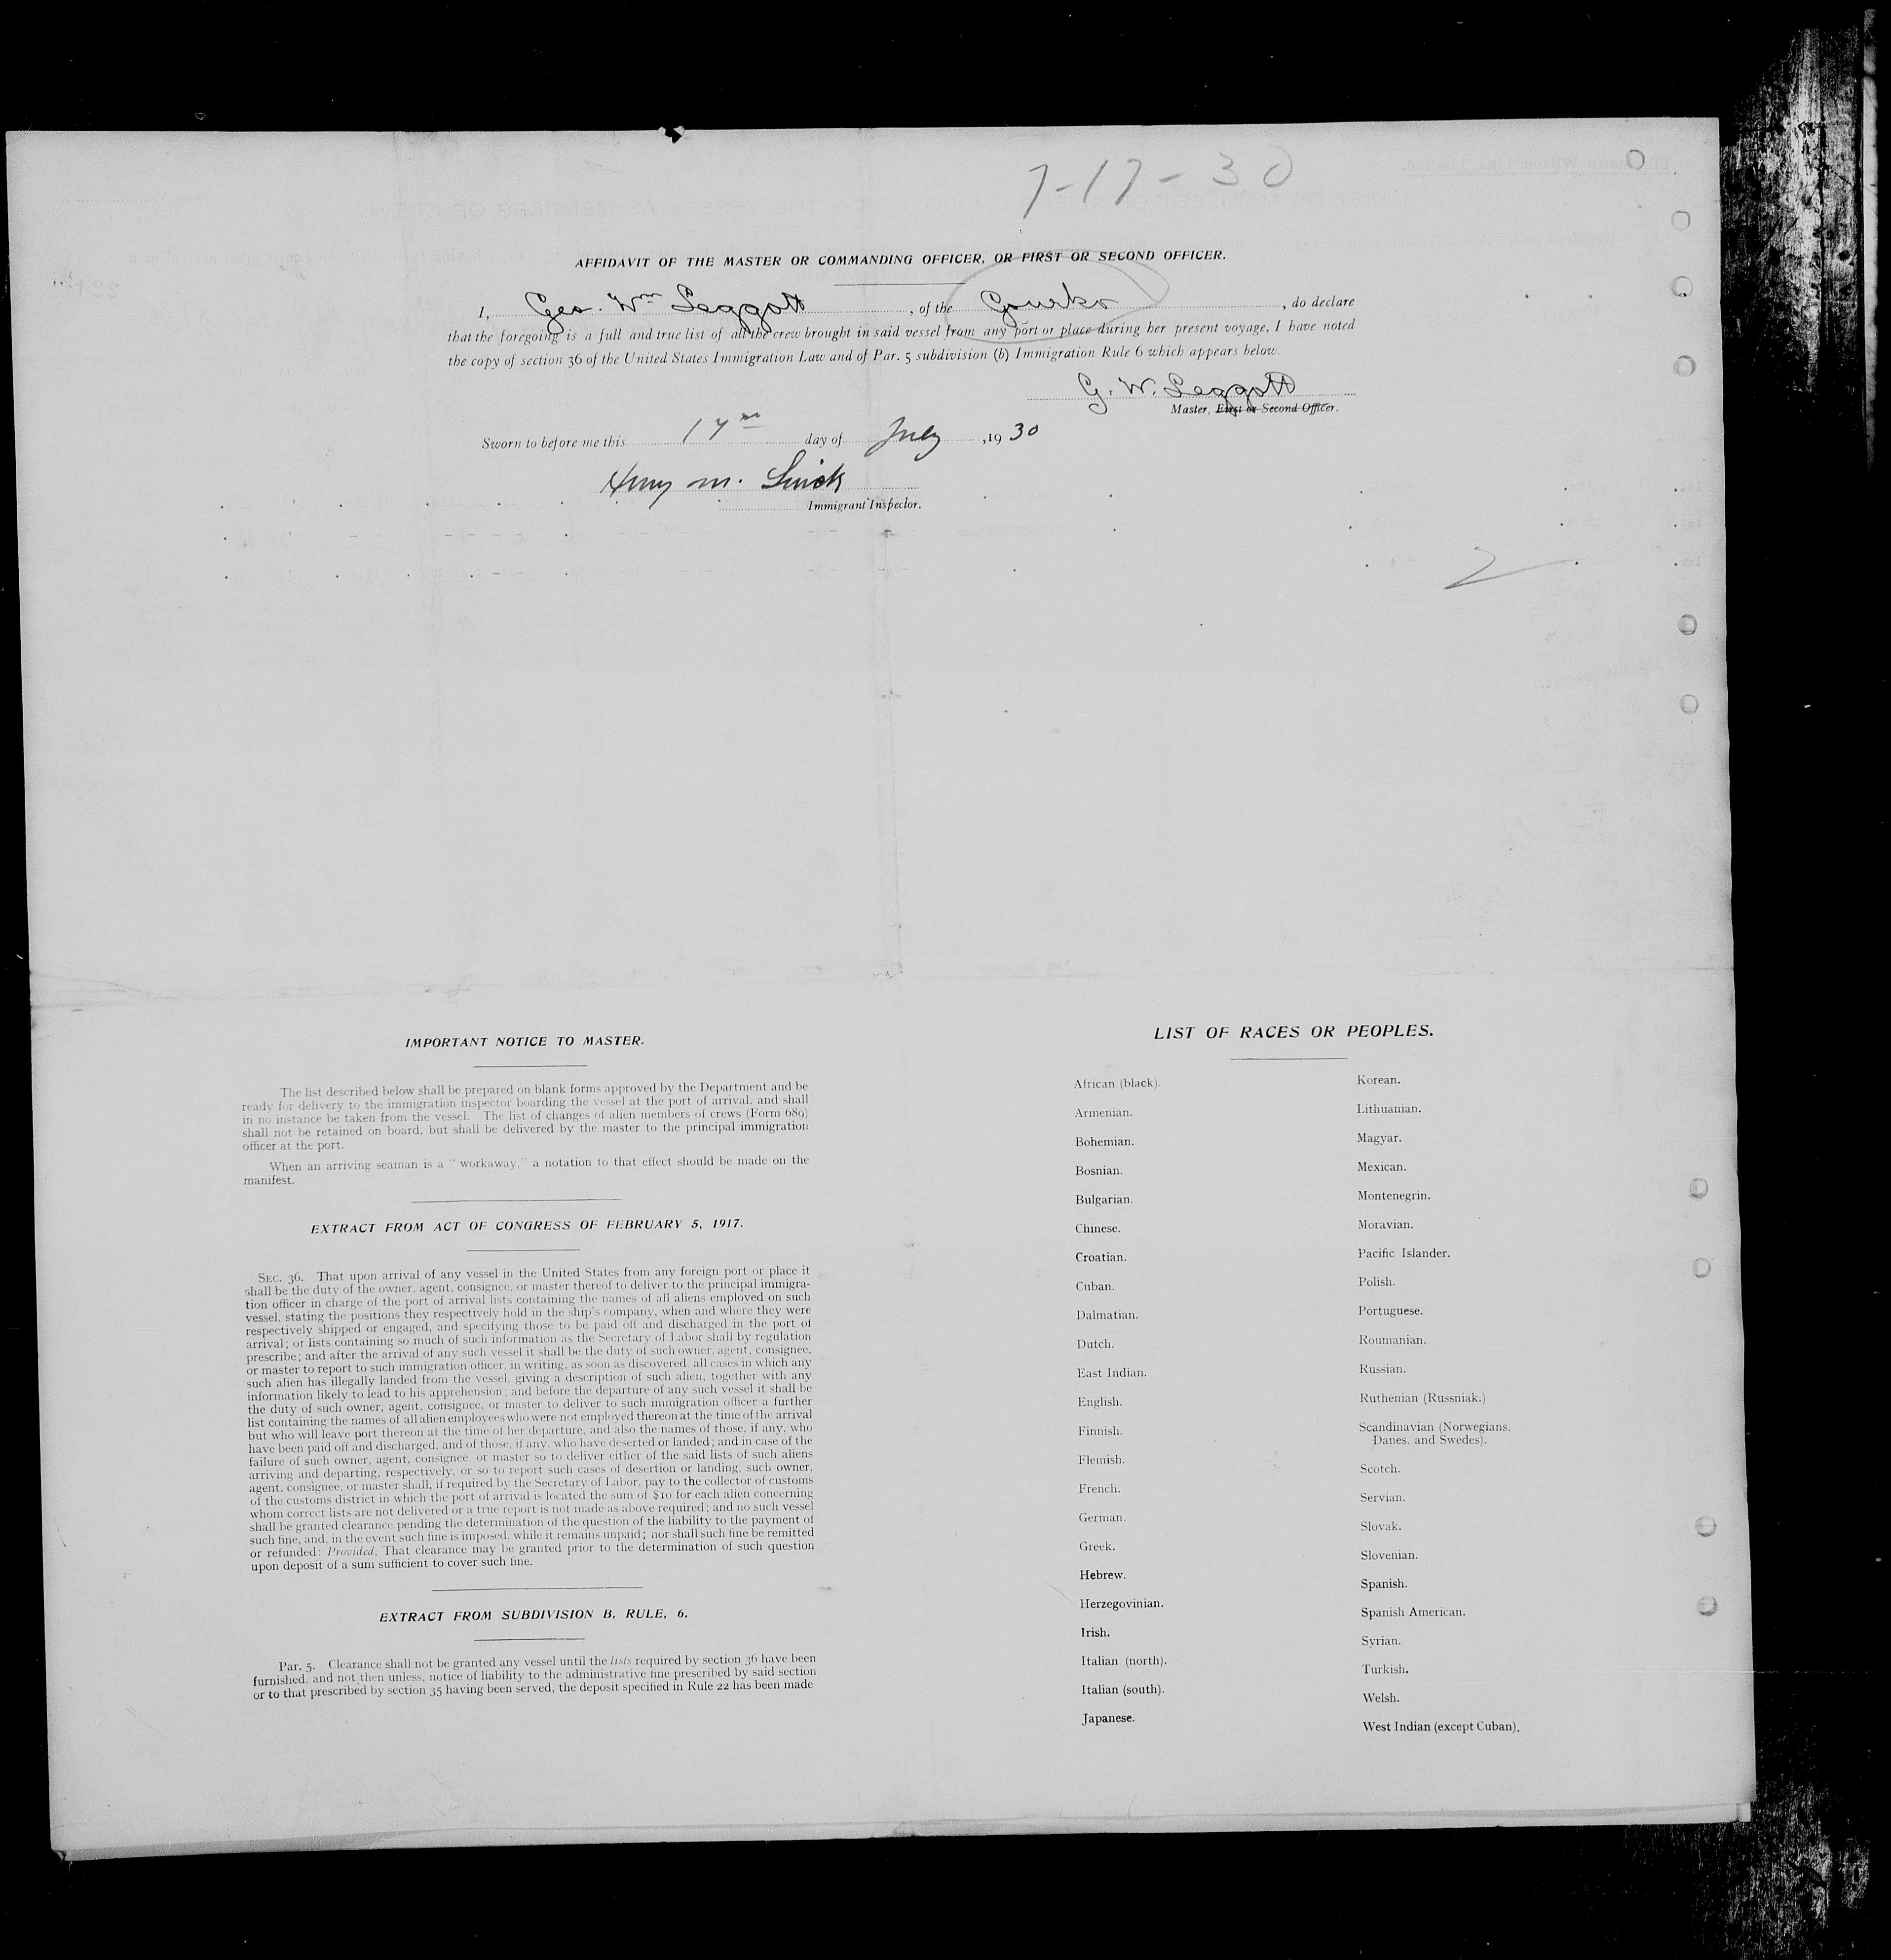 7-17-30
AFFIDAVIT OF THE MASTER OR COMMANDING OFFICER, OR FIRST OR SECOND OFFICER.
I, Geo. Wm Leggott, of the Gourko, do declare
that the foregoing is a full and true list of all the crew brought in said vessel from any port or place during her present voyage, I have noted
the copy of section 36 of the United States Immigration Law and of Par. 5 subdivision (b) Immigration Rule 6 which appears below.
G. W. Leggott
Master, First or Second Officer.
Sworn to before me this 17th day of July, 1930
m.
Immigrant Inspector.
2
IMPORTANT NOTICE TO MASTER.
The list described below shall be prepared on blank forms approved by the Department and be
ready for delivery to the immigration inspector boarding the vessel at the port of arrival, and shall
in no instance be taken from the vessel. The list of changes of alien members of crews (Form 689)
shall not be retained on board, but shall be delivered by the master to the principal immigration
officer at the port.
When an arriving seaman is a "workaway," a notation to that effect should be made on the
manifest.
EXTRACT FROM ACT OF CONGRESS OF FEBRUARY 5, 1917.
SEC. 36. That upon arrival of any vessel in the United States from any foreign port or place it
shall be the duty of the owner, agent, consignee, or master thereof to deliver to the principal immigra-
tion officer in charge of the port of arrival lists containing the names of all aliens employed on such
vessel, stating the positions they respectively hold in the ship's company, when and where they were
respectively shipped or engaged, and specifying those to be paid off and discharged in the port of
arrival; or lists containing so much of such information as the Secretary of Labor shall by regulation
prescribe; and after the arrival of any such vessel it shall be the duty of such owner, agent, consignee,
or master to report to such immigration officer, in writing, as soon as discovered, all cases in which any
such alien has illegally landed from the vessel, giving a description of such alien, together with any
information likely to lead to his apprehension; and before the departure of any such vessel it shall be
the duty of such owner, agent, consignee, or master to deliver to such immigration officer a further
list containing the names of all alien employees who were not employed thereon at the time of the arrival
but who will leave port thereon at the time of her departure, and also the names of those, if any, who
have been paid off and discharged, and of those, if any, who have deserted or landed; and in case of the
failure of such owner, agent, consignee, or master so to deliver either of the said lists of such aliens
arriving and departing, respectively, or so to report such cases of desertion or landing, such owner,
agent, consignee, or master shall, if required by the Secretary of Labor, pay to the collector of customs
of the customs district in which the port of arrival is located the sum of $10 for each alien concerning
whom correct lists are not delivered or a true report is not made as above required; and no such vessel
shall be granted clearance pending the determination of the question of the liability to the payment of
such fine, and, in the event such fine is imposed, while it remains unpaid; nor shall such fine be remitted
or refunded: Provided, That clearance may be granted prior to the determination of such question
upon deposit of a sum sufficient to cover such fine.
EXTRACT FROM SUBDIVISION B, RULE, 6.
Par. 5. Clearance shall not be granted any vessel until the lists required by section 36 have been
furnished, and not then unless, notice of liability to the administrative fine prescribed by said section
or to that prescribed by section 35 having been served, the deposit specified in Rule 22 has been made
LIST OF RACES OR PEOPLES.
African (black).
Armenian.
Bohemian.
Bosnian.
Bulgarian.
Chinese.
Croatian.
Cuban.
Dalmatian.
Dutch.
East Indian.
English.
Finnish.
Flemish.
French.
German.
Greek.
Hebrew.
Herzegovinian.
Irish.
Italian (north).
Italian (south).
Japanese.
Korean.
Lithuanian.
Magyar.
Mexican.
Montenegrin.
Moravian.
Pacific Islander.
Polish.
Portuguese.
Roumanian.
Russian.
Ruthenian (Russniak.)
Scandinavian (Norwegians,
Danes, and Swedes).
Scotch.
Servian.
Slovak.
Slovenian.
Spanish.
Spanish American.
Syrian.
Turkish.
Welsh.
West Indian (except Cuban).